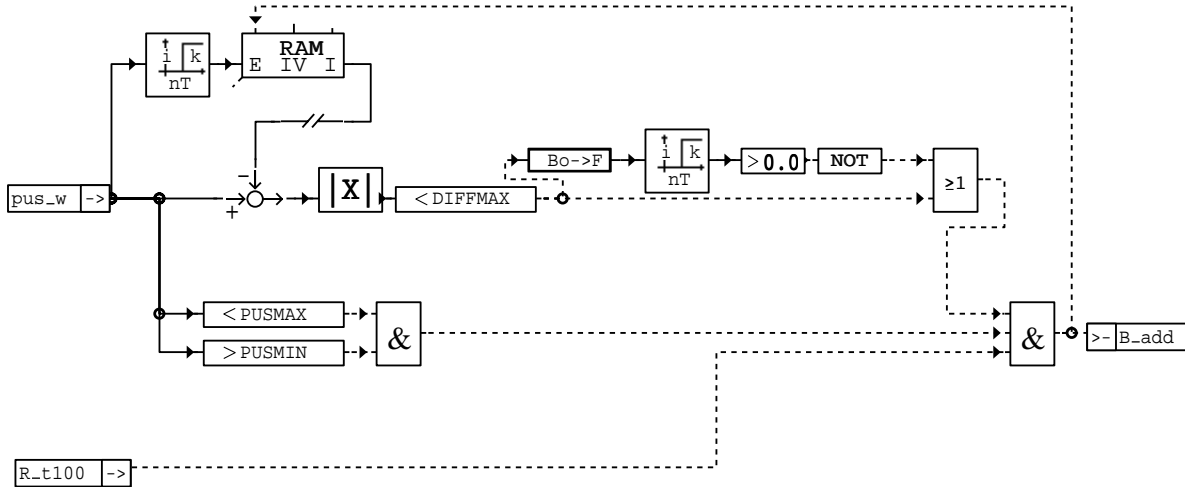 RAM
i k
E IV I
nT
Bo->F
i k
nT
>0.0
NOT
≥1
−
pus_w ->
+
|X|
<DIFFMAX
<PUSMAX
&
>PUSMIN
&
>- B_add
R_t100 ->